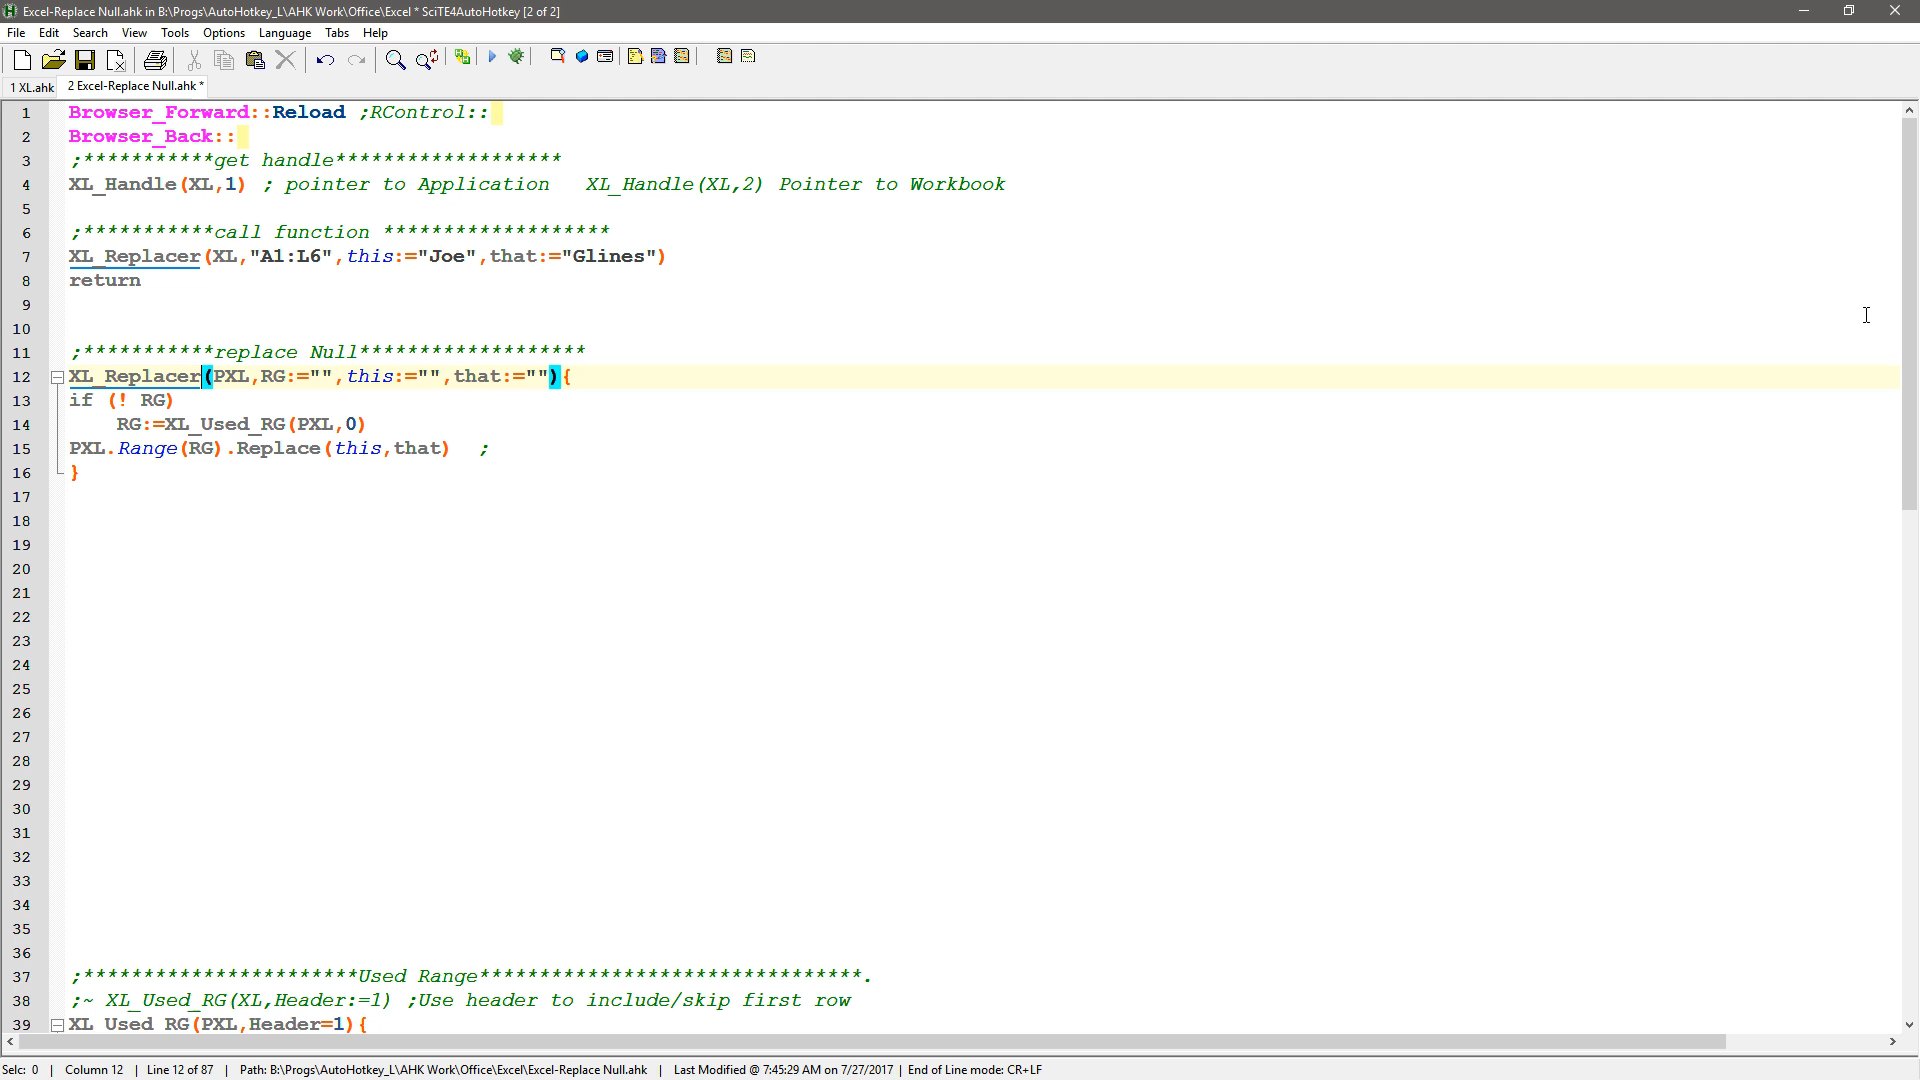 Excel-Replace Null.ahk in B:\Progs\AutoHotkey_L\AHK Work\Office\Excel * SciTE4AutoHotkey [2 of 2]
File Edit Search View Tools Options Language Tabs Help
1 XL.ahk 2 Excel-Replace Null.ahk *
1 Browser_Forward::Reload ;RControl::
2 Browser_Back::
3 ;***********get handle*******************
4 XL_Handle(XL,1) ; pointer to Application XL_Handle(XL,2) Pointer to Workbook
5
6 ;***********call function *******************
7 XL_Replacer(XL,"A1:L6",this:="Joe",that:="Glines")
8 return
9
10
11 ;***********replace Null*******************
12 XL_Replacer(PXL,RG:="",this:="",that:=""){
13 if (! RG)
14 RG:=XL_Used_RG(PXL,0)
15 PXL.Range(RG).Replace(this,that) ;
16 }
17
18
19
20
21
22
23
24
25
26
27
28
29
30
31
32
33
34
35
36
37 ;***********************Used Range********************************.
38 ;~ XL_Used_RG(XL,Header:=1) ;Use header to include/skip first row
39 XL_Used_RG(PXL,Header=1){
Selc: 0 | Column 12 | Line 12 of 87 | Path: B:\Progs\AutoHotkey_L\AHK Work\Office\Excel\Excel-Replace Null.ahk | Last Modified @ 7:45:29 AM on 7/27/2017 | End of Line mode: CR+LF